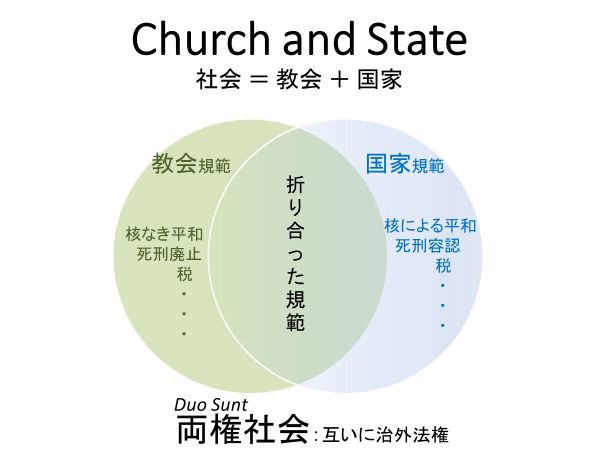 Church and State
社会 ＝ 教会 ＋ 国家
教会規範
核なき平和
死刑廃止
税
・
・
・
折り合った規範
国家規範
核による平和
死刑容認
税
・
・
・
Duo Sunt
両権社会：互いに治外法権